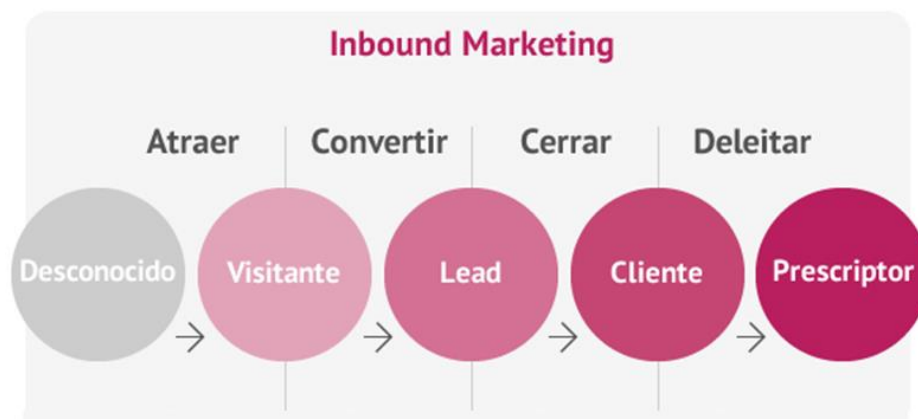 Inbound Marketing
Atraer Convertir Cerrar Deleitar
Desconocido Visitante Lead Cliente Prescriptor